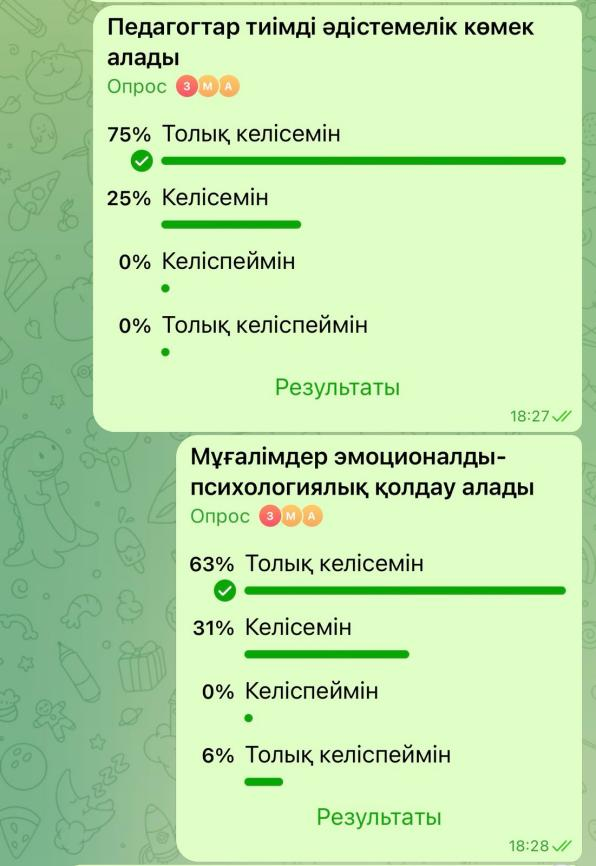 Педагогтар тиімді әдістемелік көмек
алады
Опрос З М А
75% Толық келісемін
25% Келісемін
0% Келіспеймін
0% Толық келіспеймін
Результаты
18:27
Мұғалімдер эмоционалды-
психологиялық қолдау алады
Опрос З М А
63% Толық келісемін
31% Келісемін
0% Келіспеймін
6% Толық келіспеймін
Результаты
18:28